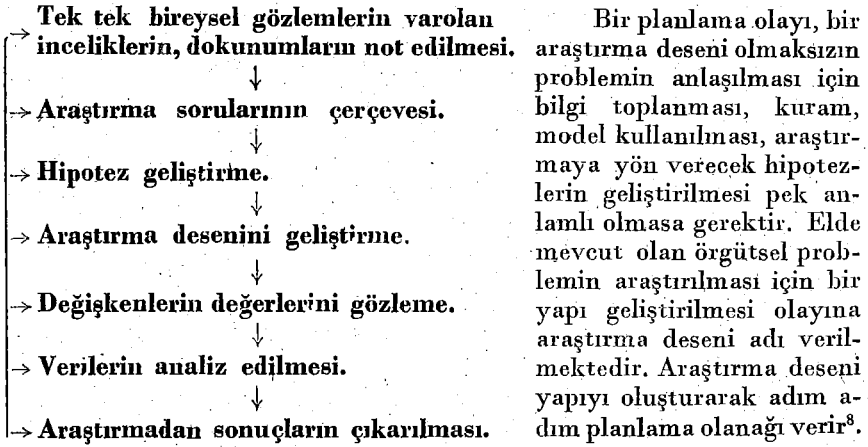 Tek tek bireysel gözlemlerin varolan
inceliklerin, dokunumların not edilmesi.
Araştırma sorularının çerçevesi.
Hipotez geliştirme.
Araştırma desenini geliştirme.
Değişkenlerin değerlerini gözleme.
Verilerin analiz edilmesi.
Araştırmadan sonuçların çıkarılması.
Bir planlama olayı, bir
araştırma deseni olmaksızın
problemin anlaşılması için
bilgi toplanması, kuram,
model kullanılması, araştır-
maya yön verecek hipotez-
lerin geliştirilmesi pek an-
lamlı olmasa gerektir. Elde
mevcut olan örgütsel prob-
lemin araştırılması için bir
yapı geliştirilmesi olayına
araştırma deseni adı veril-
mektedir. Araştırma deseni
yapıyı oluşturarak adım a-
dım planlama olanağı verir⁸.